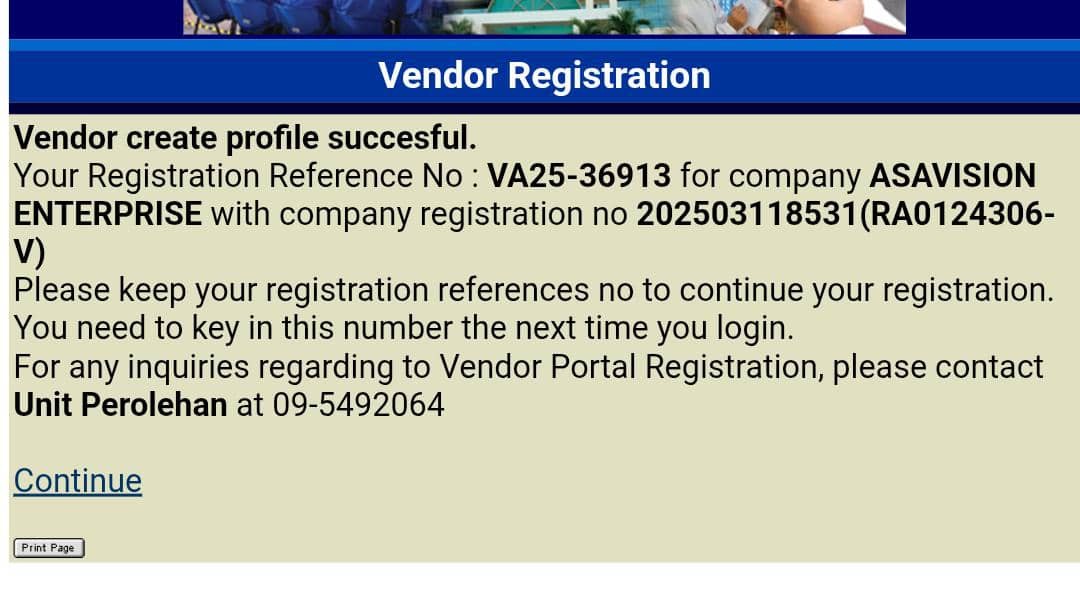 Vendor Registration
Vendor create profile succesful.
Your Registration Reference No : VA25-36913 for company ASAVISION
ENTERPRISE with company registration no 202503118531(RA0124306-
V)
Please keep your registration references no to continue your registration.
You need to key in this number the next time you login.
For any inquiries regarding to Vendor Portal Registration, please contact
Unit Perolehan at 09-5492064
Continue
Print Page